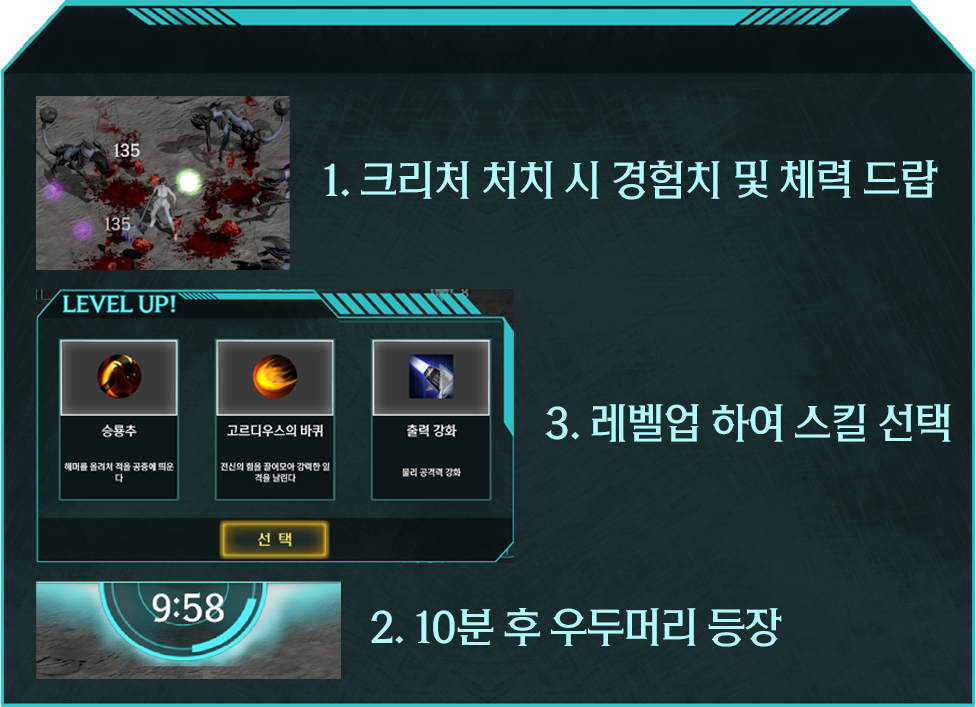 135
135
1. 크리처 처치 시 경험치 및 체력 드랍
LEVEL UP!
승룡추
해머를 올려쳐 적을 공중에 띄운
다
고르디우스의 바퀴
전신의 힘을 끌어모아 강력한 일
격을 날린다
출력 강화
물리 공격력 강화
선 택
3. 레벨업 하여 스킬 선택
9:58
2. 10분 후 우두머리 등장